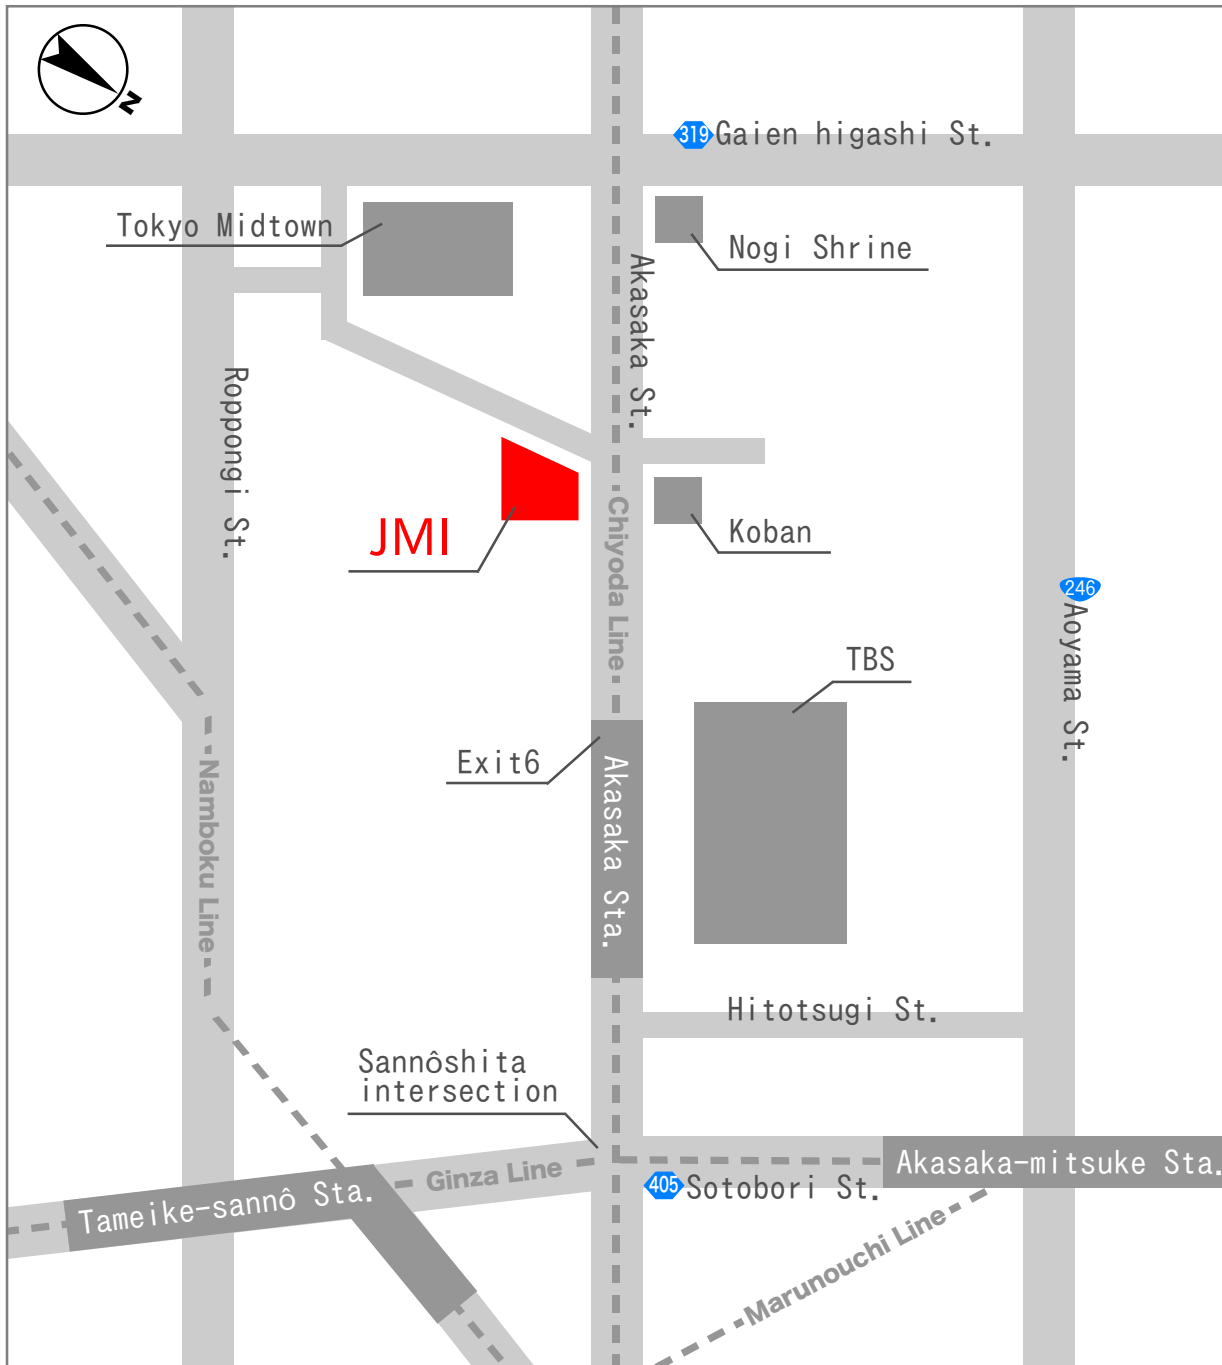 N
319 Gaien higashi St.
Tokyo Midtown
Nogi Shrine
Akasaka St.
Roppongi St.
Chiyoda Line
JMI
Koban
246
Aoyama St.
TBS
Exit6
Akasaka Sta.
Namboku Line
Hitotsugi St.
Sannôshita
intersection
Ginza Line
Akasaka-mitsuke Sta.
405 Sotobori St.
Tameike-sannô Sta.
Marunouchi Line